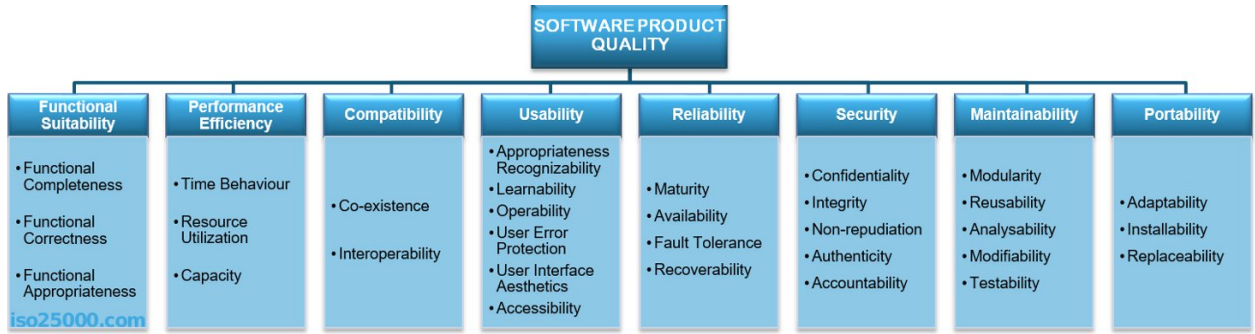 SOFTWARE PRODUCT
QUALITY
Functional
Suitability
• Functional
Completeness
• Functional
Correctness
• Functional
Appropriateness
Performance
Efficiency
• Time Behaviour
• Resource
Utilization
• Capacity
Compatibility
• Co-existence
• Interoperability
Usability
• Appropriateness
Recognizability
• Learnability
• Operability
• User Error
Protection
• User Interface
Aesthetics
• Accessibility
Reliability
• Maturity
• Availability
• Fault Tolerance
• Recoverability
Security
• Confidentiality
• Integrity
• Non-repudiation
• Authenticity
• Accountability
Maintainability
• Modularity
• Reusability
• Analysability
• Modifiability
• Testability
Portability
• Adaptability
• Installability
• Replaceability
iso25000.com